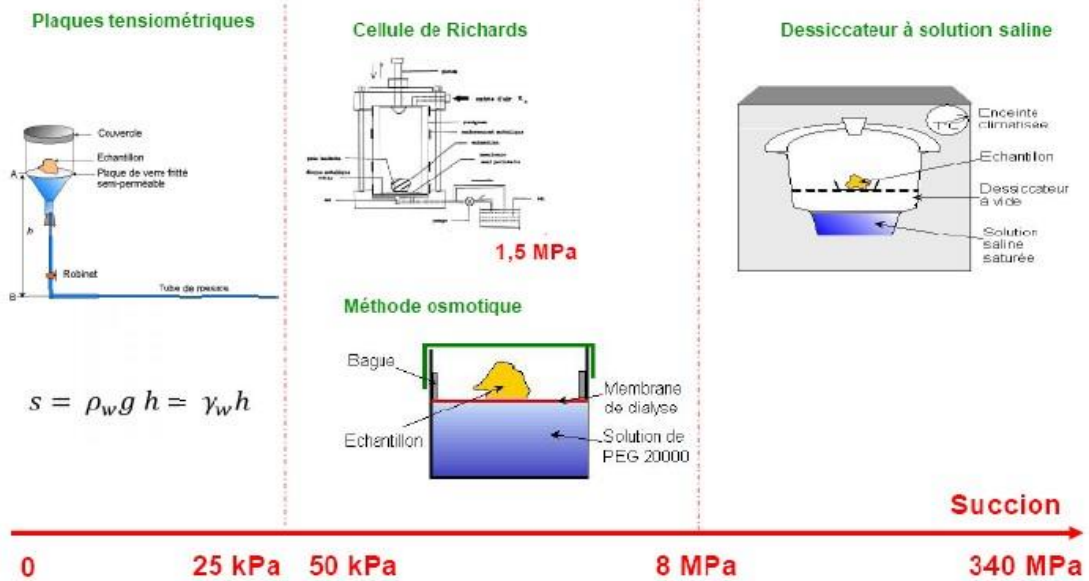 Plaques tensiométriques
Couvercle
Echantillon
A
Plaque de verre fritté
semi-perméable
h
Robinet
B
Tube de
s = ρ_w g h = γ_w h
Cellule de Richards
1,5 MPa
Méthode osmotique
Bague
Membrane
de dialyse
Echantillon
Solution de
PEG 20000
Dessiccateur à solution saline
T°C
Enceinte
climatisée
Echantillon
Dessiccateur
à vide
Solution
saline
saturée
Succion
0
25 kPa
50 kPa
8 MPa
340 MPa